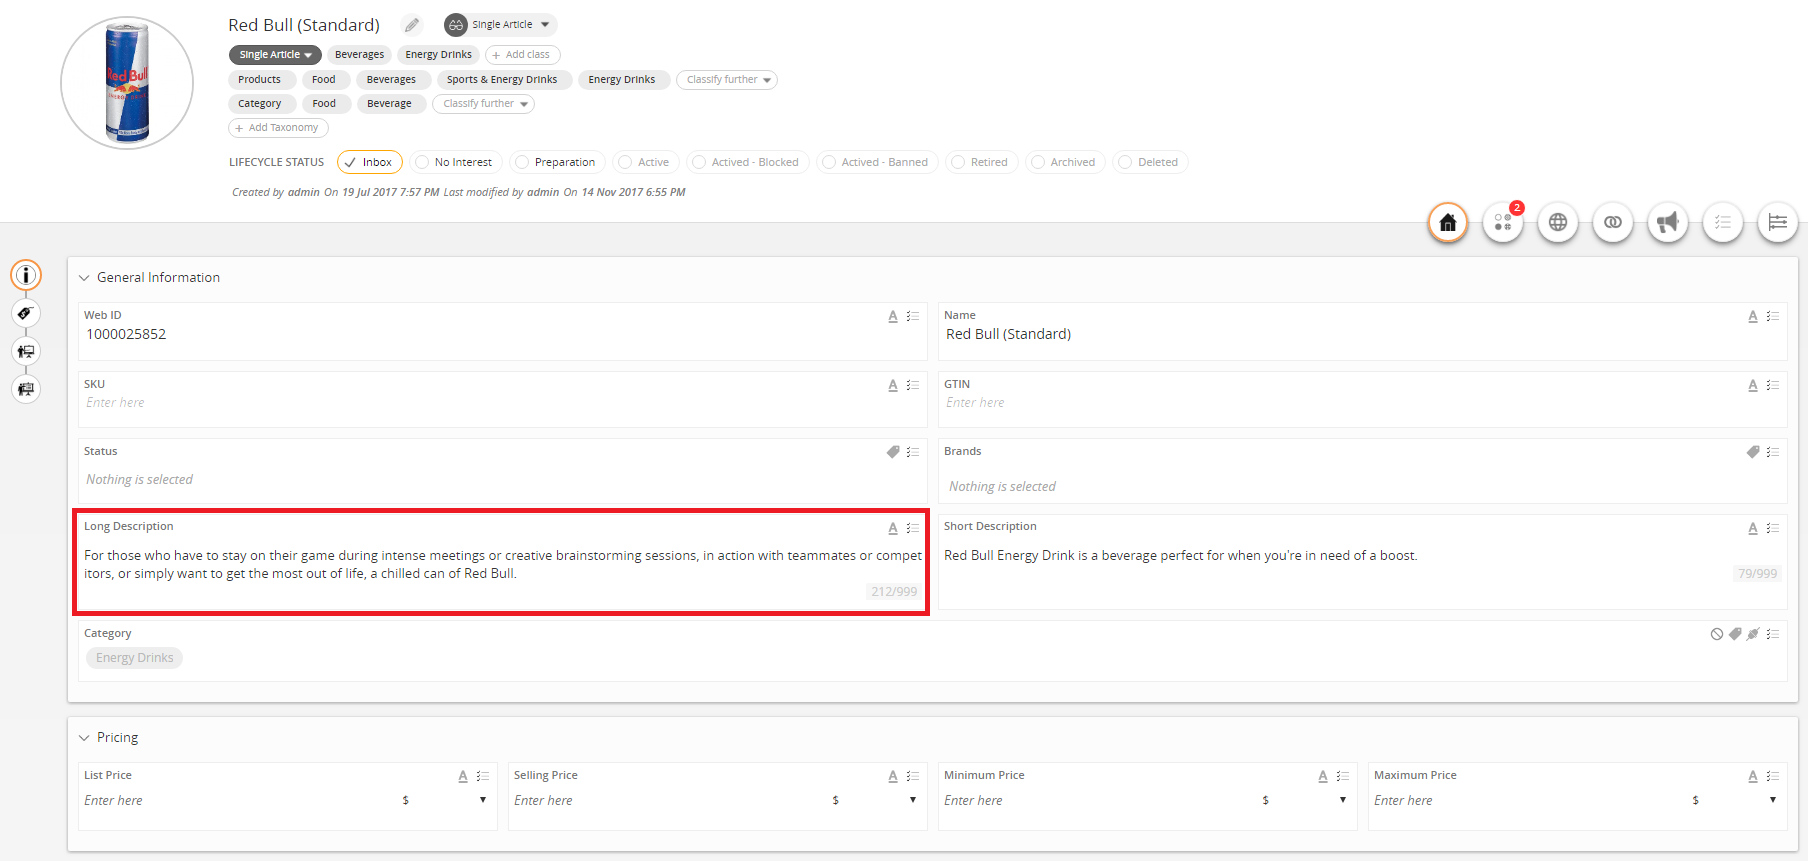 Red Bull (Standard) Single Article
Single Article Beverages Energy Drinks + Add class
Products Food Beverages Sports & Energy Drinks Energy Drinks Classify further
Category Food Beverage Classify further
+ Add Taxonomy
Red Bull
ENERGY DRINK
LIFECYCLE STATUS Inbox No Interest Preparation Active Actived - Blocked Actived - Banned Retired Archived Deleted
Created by admin On 19 Jul 2017 7:57 PM Last modified by admin On 14 Nov 2017 6:55 PM
2
General Information
Web ID
1000025852
Name
Red Bull (Standard)
SKU
Enter here
GTIN
Enter here
Status
Nothing is selected
Brands
Nothing is selected
Long Description
For those who have to stay on their game during intense meetings or creative brainstorming sessions, in action with teammates or compet
itors, or simply want to get the most out of life, a chilled can of Red Bull.
212/999
Short Description
Red Bull Energy Drink is a beverage perfect for when you're in need of a boost.
79/999
Category
Energy Drinks
Pricing
List Price
Enter here $
Selling Price
Enter here $
Minimum Price
Enter here $
Maximum Price
Enter here $